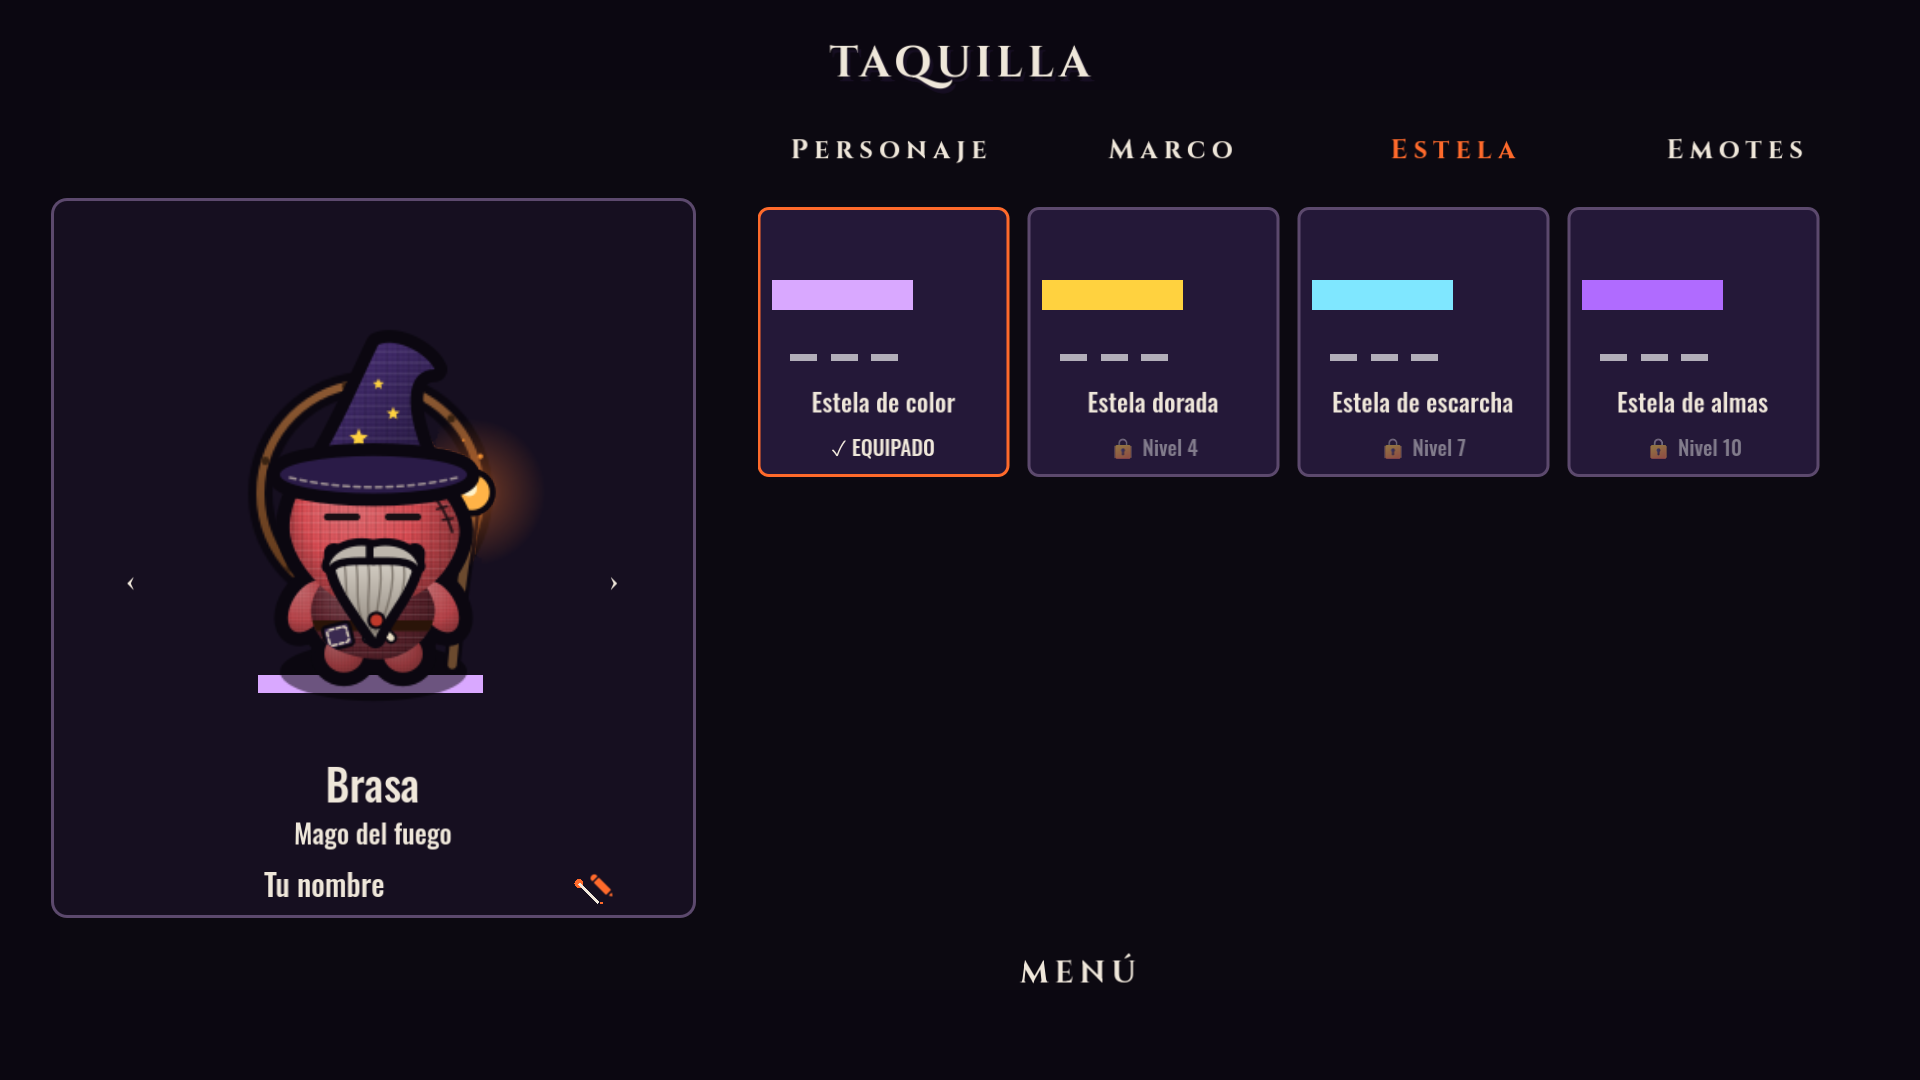 TAQUILLA
PERSONAJE
MARCO
ESTELA
EMOTES
Estela de color
✓ EQUIPADO
Estela dorada
Nivel 4
Estela de escarcha
Nivel 7
Estela de almas
Nivel 10
‹
›
Brasa
Mago del fuego
Tu nombre
MENÚ